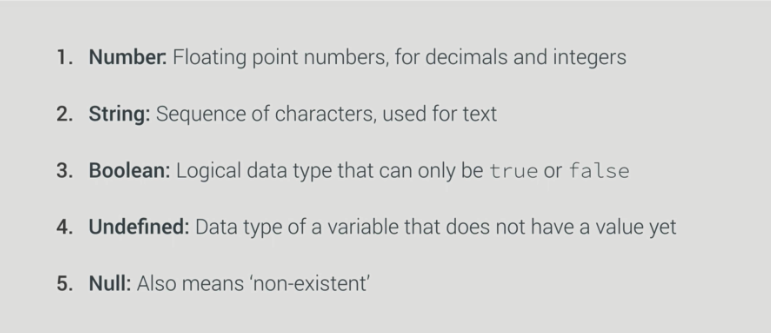 1. Number: Floating point numbers, for decimals and integers
2. String: Sequence of characters, used for text
3. Boolean: Logical data type that can only be true or false
4. Undefined: Data type of a variable that does not have a value yet
5. Null: Also means ‘non-existent’